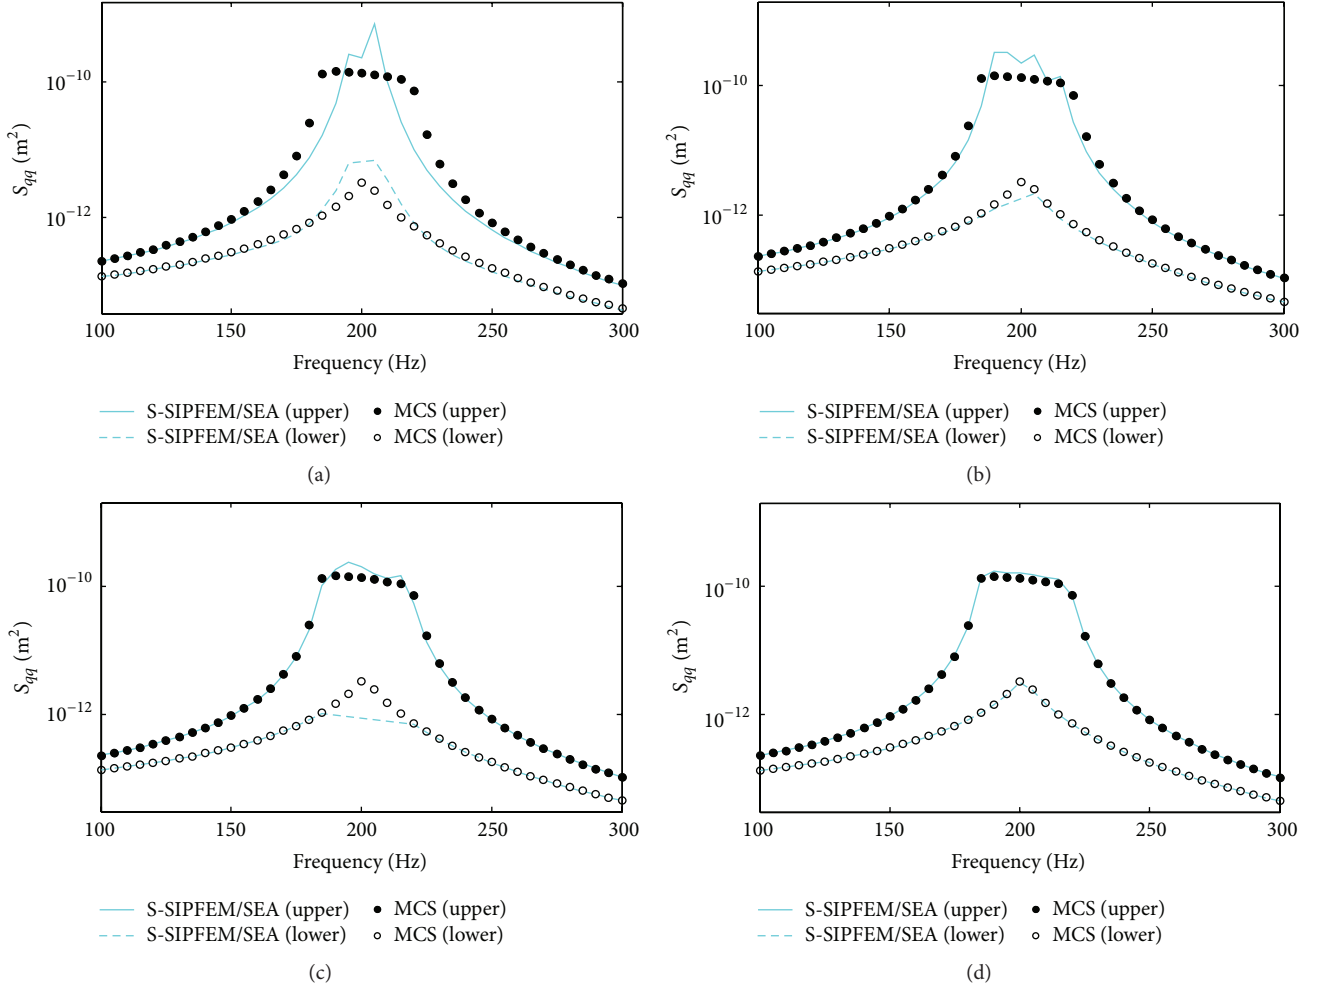 10^−10
10^−12
S_qq (m^2)
100 150 200 250 300
Frequency (Hz)
S-SIPFEM/SEA (upper) MCS (upper)
S-SIPFEM/SEA (lower) MCS (lower)
(a)
10^−10
10^−12
S_qq (m^2)
100 150 200 250 300
Frequency (Hz)
S-SIPFEM/SEA (upper) MCS (upper)
S-SIPFEM/SEA (lower) MCS (lower)
(b)
10^−10
10^−12
S_qq (m^2)
100 150 200 250 300
Frequency (Hz)
S-SIPFEM/SEA (upper) MCS (upper)
S-SIPFEM/SEA (lower) MCS (lower)
(c)
10^−10
10^−12
S_qq (m^2)
100 150 200 250 300
Frequency (Hz)
S-SIPFEM/SEA (upper) MCS (upper)
S-SIPFEM/SEA (lower) MCS (lower)
(d)